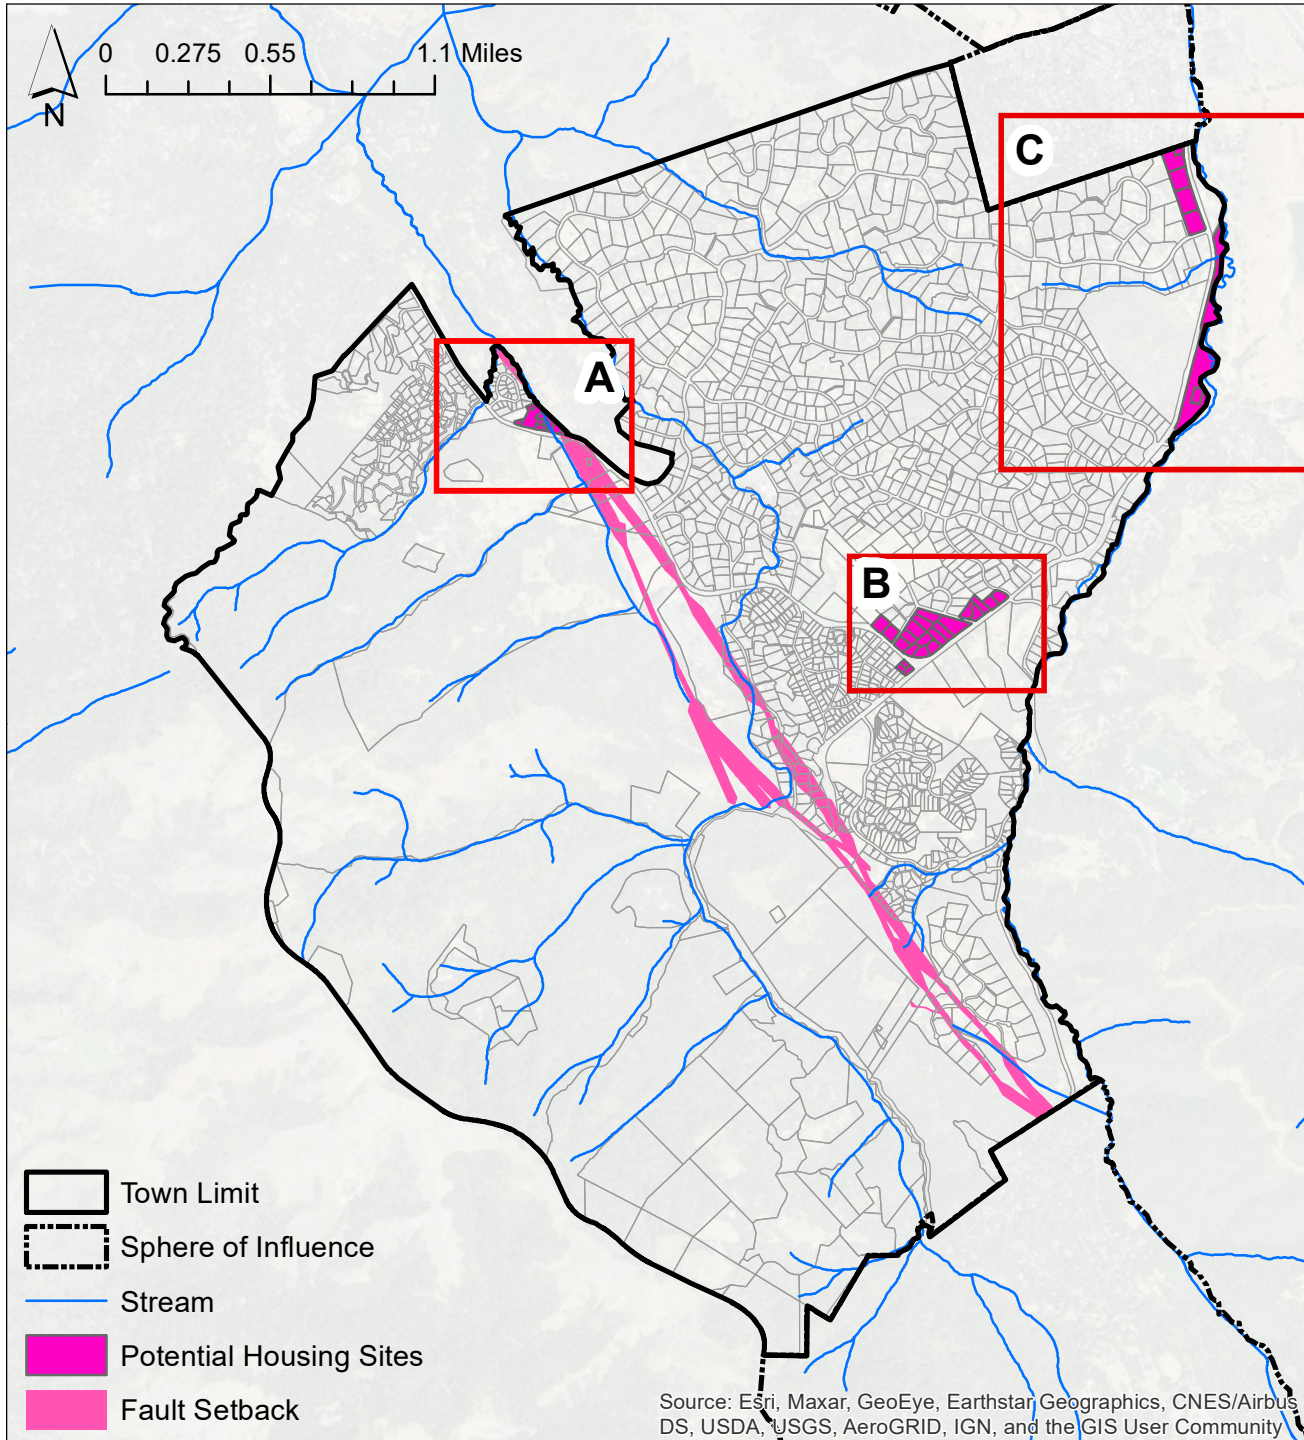 0 0.275 0.55 1.1 Miles
N
C
A
B
Town Limit
Sphere of Influence
Stream
Potential Housing Sites
Fault Setback
Source: Esri, Maxar, GeoEye, Earthstar Geographics, CNES/Airbus
DS, USDA, USGS, AeroGRID, IGN, and the GIS User Community